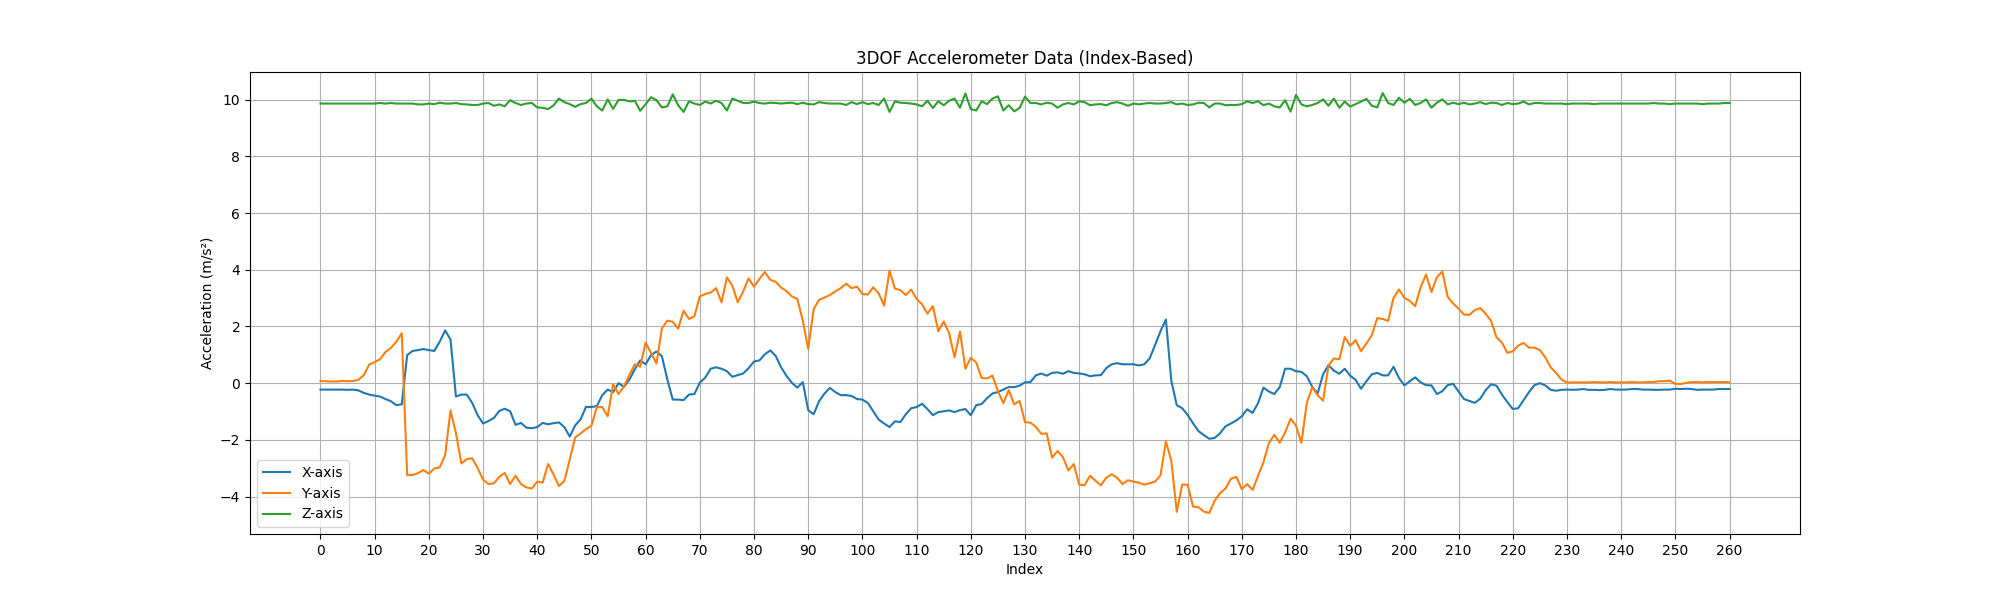 3DOF Accelerometer Data (Index-Based)
Acceleration (m/s²)
10
8
6
4
2
0
−2
−4
X-axis
Y-axis
Z-axis
0 10 20 30 40 50 60 70 80 90 100 110 120 130 140 150 160 170 180 190 200 210 220 230 240 250 260
Index